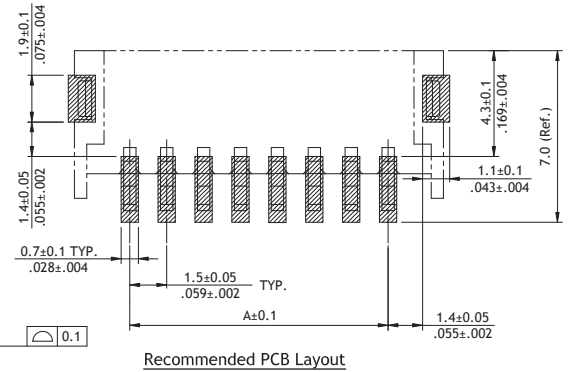 1.9±0.1
.075±.004
4.3±0.1
.169±.004
7.0 (Ref.)
1.4±0.05
.055±.002
1.1±0.1
.043±.004
0.7±0.1 TYP.
.028±.004
1.5±0.05
.059±.002
TYP.
A±0.1
1.4±0.05
.055±.002
0.1
Recommended PCB Layout